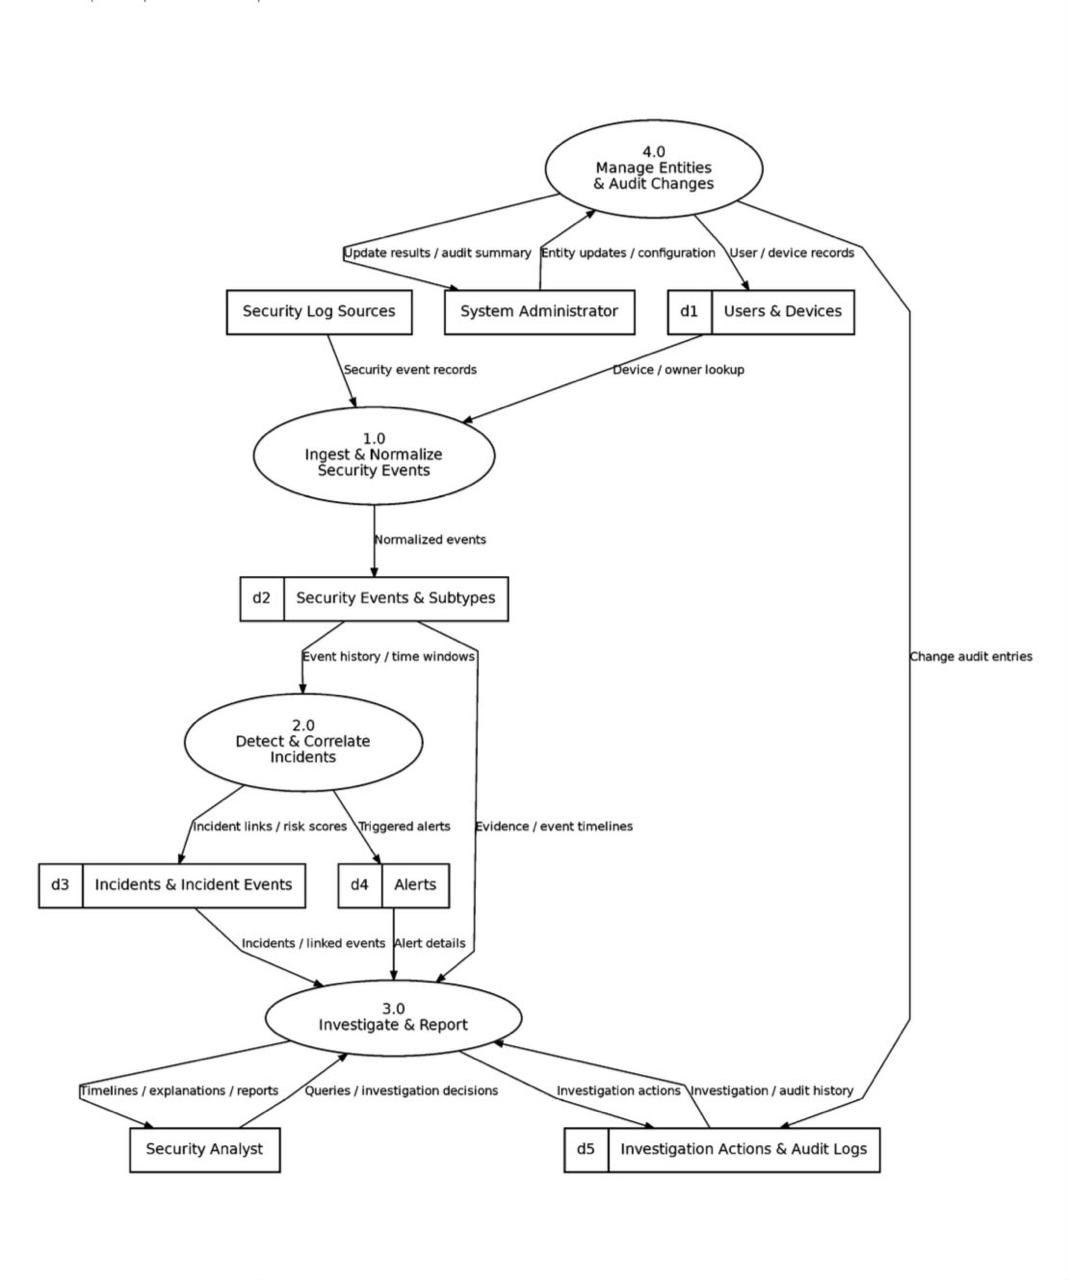 4.0
Manage Entities
& Audit Changes
Update results / audit summary
Entity updates / configuration
User / device records
Security Log Sources
System Administrator
d1
Users & Devices
Security event records
Device / owner lookup
1.0
Ingest & Normalize
Security Events
Normalized events
d2
Security Events & Subtypes
Event history / time windows
Change audit entries
2.0
Detect & Correlate
Incidents
Incident links / risk scores
Triggered alerts
Evidence / event timelines
d3
Incidents & Incident Events
d4
Alerts
Incidents / linked events
Alert details
3.0
Investigate & Report
Timelines / explanations / reports
Queries / investigation decisions
Investigation actions
Investigation / audit history
Security Analyst
d5
Investigation Actions & Audit Logs